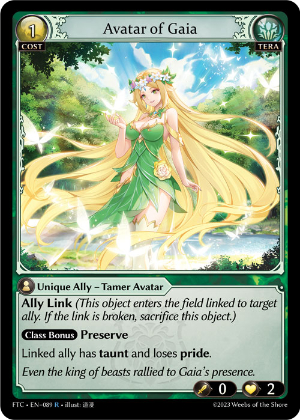 1
COST
Avatar of Gaia
TERA
Unique Ally – Tamer Avatar
Ally Link (This object enters the field linked to target
ally. If the link is broken, sacrifice this object.)
Class Bonus Preserve
Linked ally has taunt and loses pride.
Even the king of beasts rallied to Gaia's presence.
0
2
FTC • EN–089 R • illust: 道漫
©2023 Weebs of the Shore